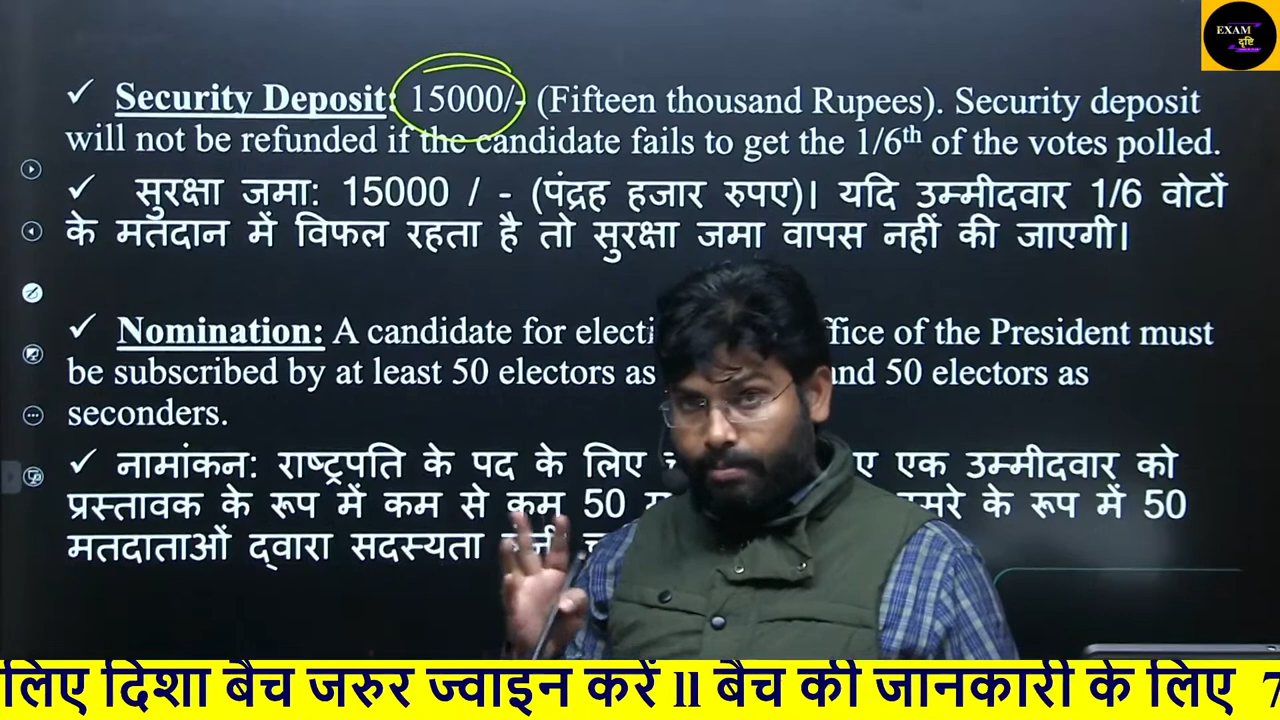 EXAM
दृष्टि
✓ Security Deposit: 15000/- (Fifteen thousand Rupees). Security deposit
will not be refunded if the candidate fails to get the 1/6th of the votes polled.
✓ सुरक्षा जमा: 15000 / - (पंद्रह हजार रुपए)। यदि उम्मीदवार 1/6 वोटों
के मतदान में विफल रहता है तो सुरक्षा जमा वापस नहीं की जाएगी।
✓ Nomination: A candidate for of the President must
be subscribed by at least 50 electors as and 50 electors as
seconders.
✓ नामांकन: राष्ट्रपति के पद के लिए एक उम्मीदवार को
प्रस्तावक के रूप में कम से कम 50 के रूप में 50
मतदाताओं द्वारा सदस्यता
लिए दिशा बैच जरुर ज्वाइन करें ll बैच की जानकारी के लिए 7